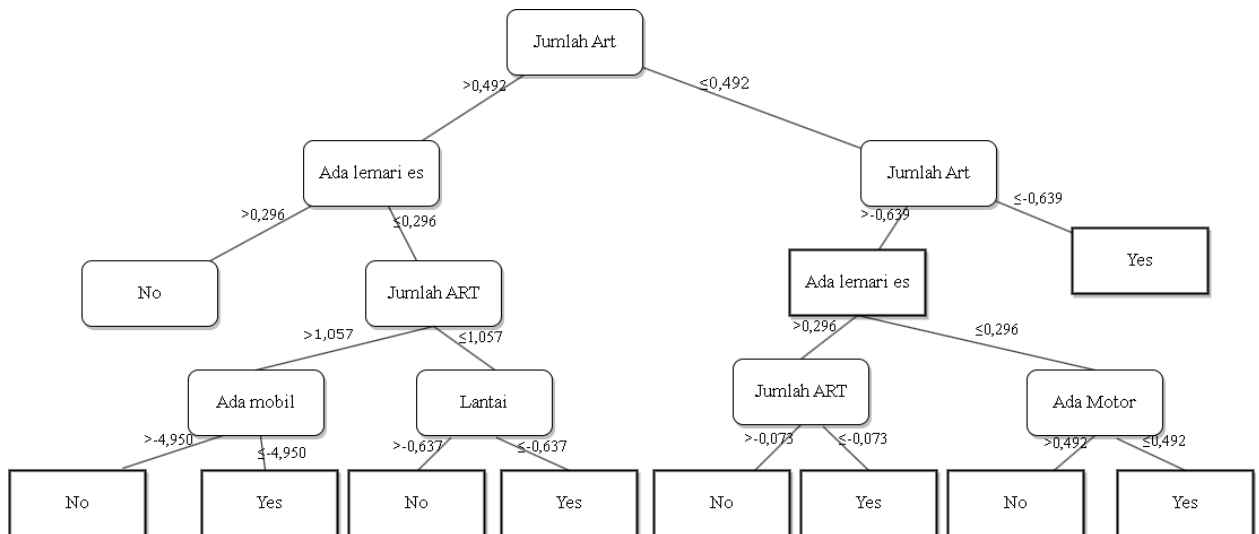 Jumlah Art
>0,492
≤0,492
Ada lemari es
Jumlah Art
>0,296
≤0,296
>-0,639
≤-0,639
No
Jumlah ART
Ada lemari es
Yes
>1,057
≤1,057
>0,296
≤0,296
Ada mobil
Lantai
Jumlah ART
Ada Motor
>-4,950
≤-4,950
>-0,637
≤-0,637
>-0,073
≤-0,073
>0,492
≤0,492
No
Yes
No
Yes
No
Yes
No
Yes